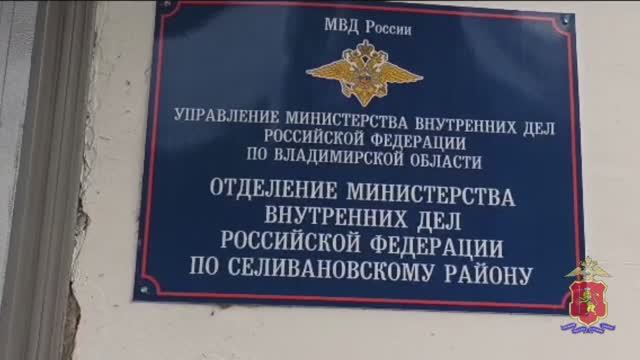 МВД России
УПРАВЛЕНИЕ МИНИСТЕРСТВА ВНУТРЕННИХ ДЕЛ
РОССИЙСКОЙ ФЕДЕРАЦИИ
ПО ВЛАДИМИРСКОЙ ОБЛАСТИ
ОТДЕЛЕНИЕ МИНИСТЕРСТВА
ВНУТРЕННИХ ДЕЛ
РОССИЙСКОЙ ФЕДЕРАЦИИ
ПО СЕЛИВАНОВСКОМУ РАЙОНУ